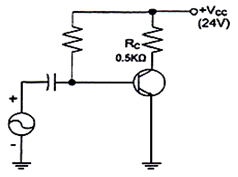 +Vcc
(24V)
Rc
0.5KΩ
+
-